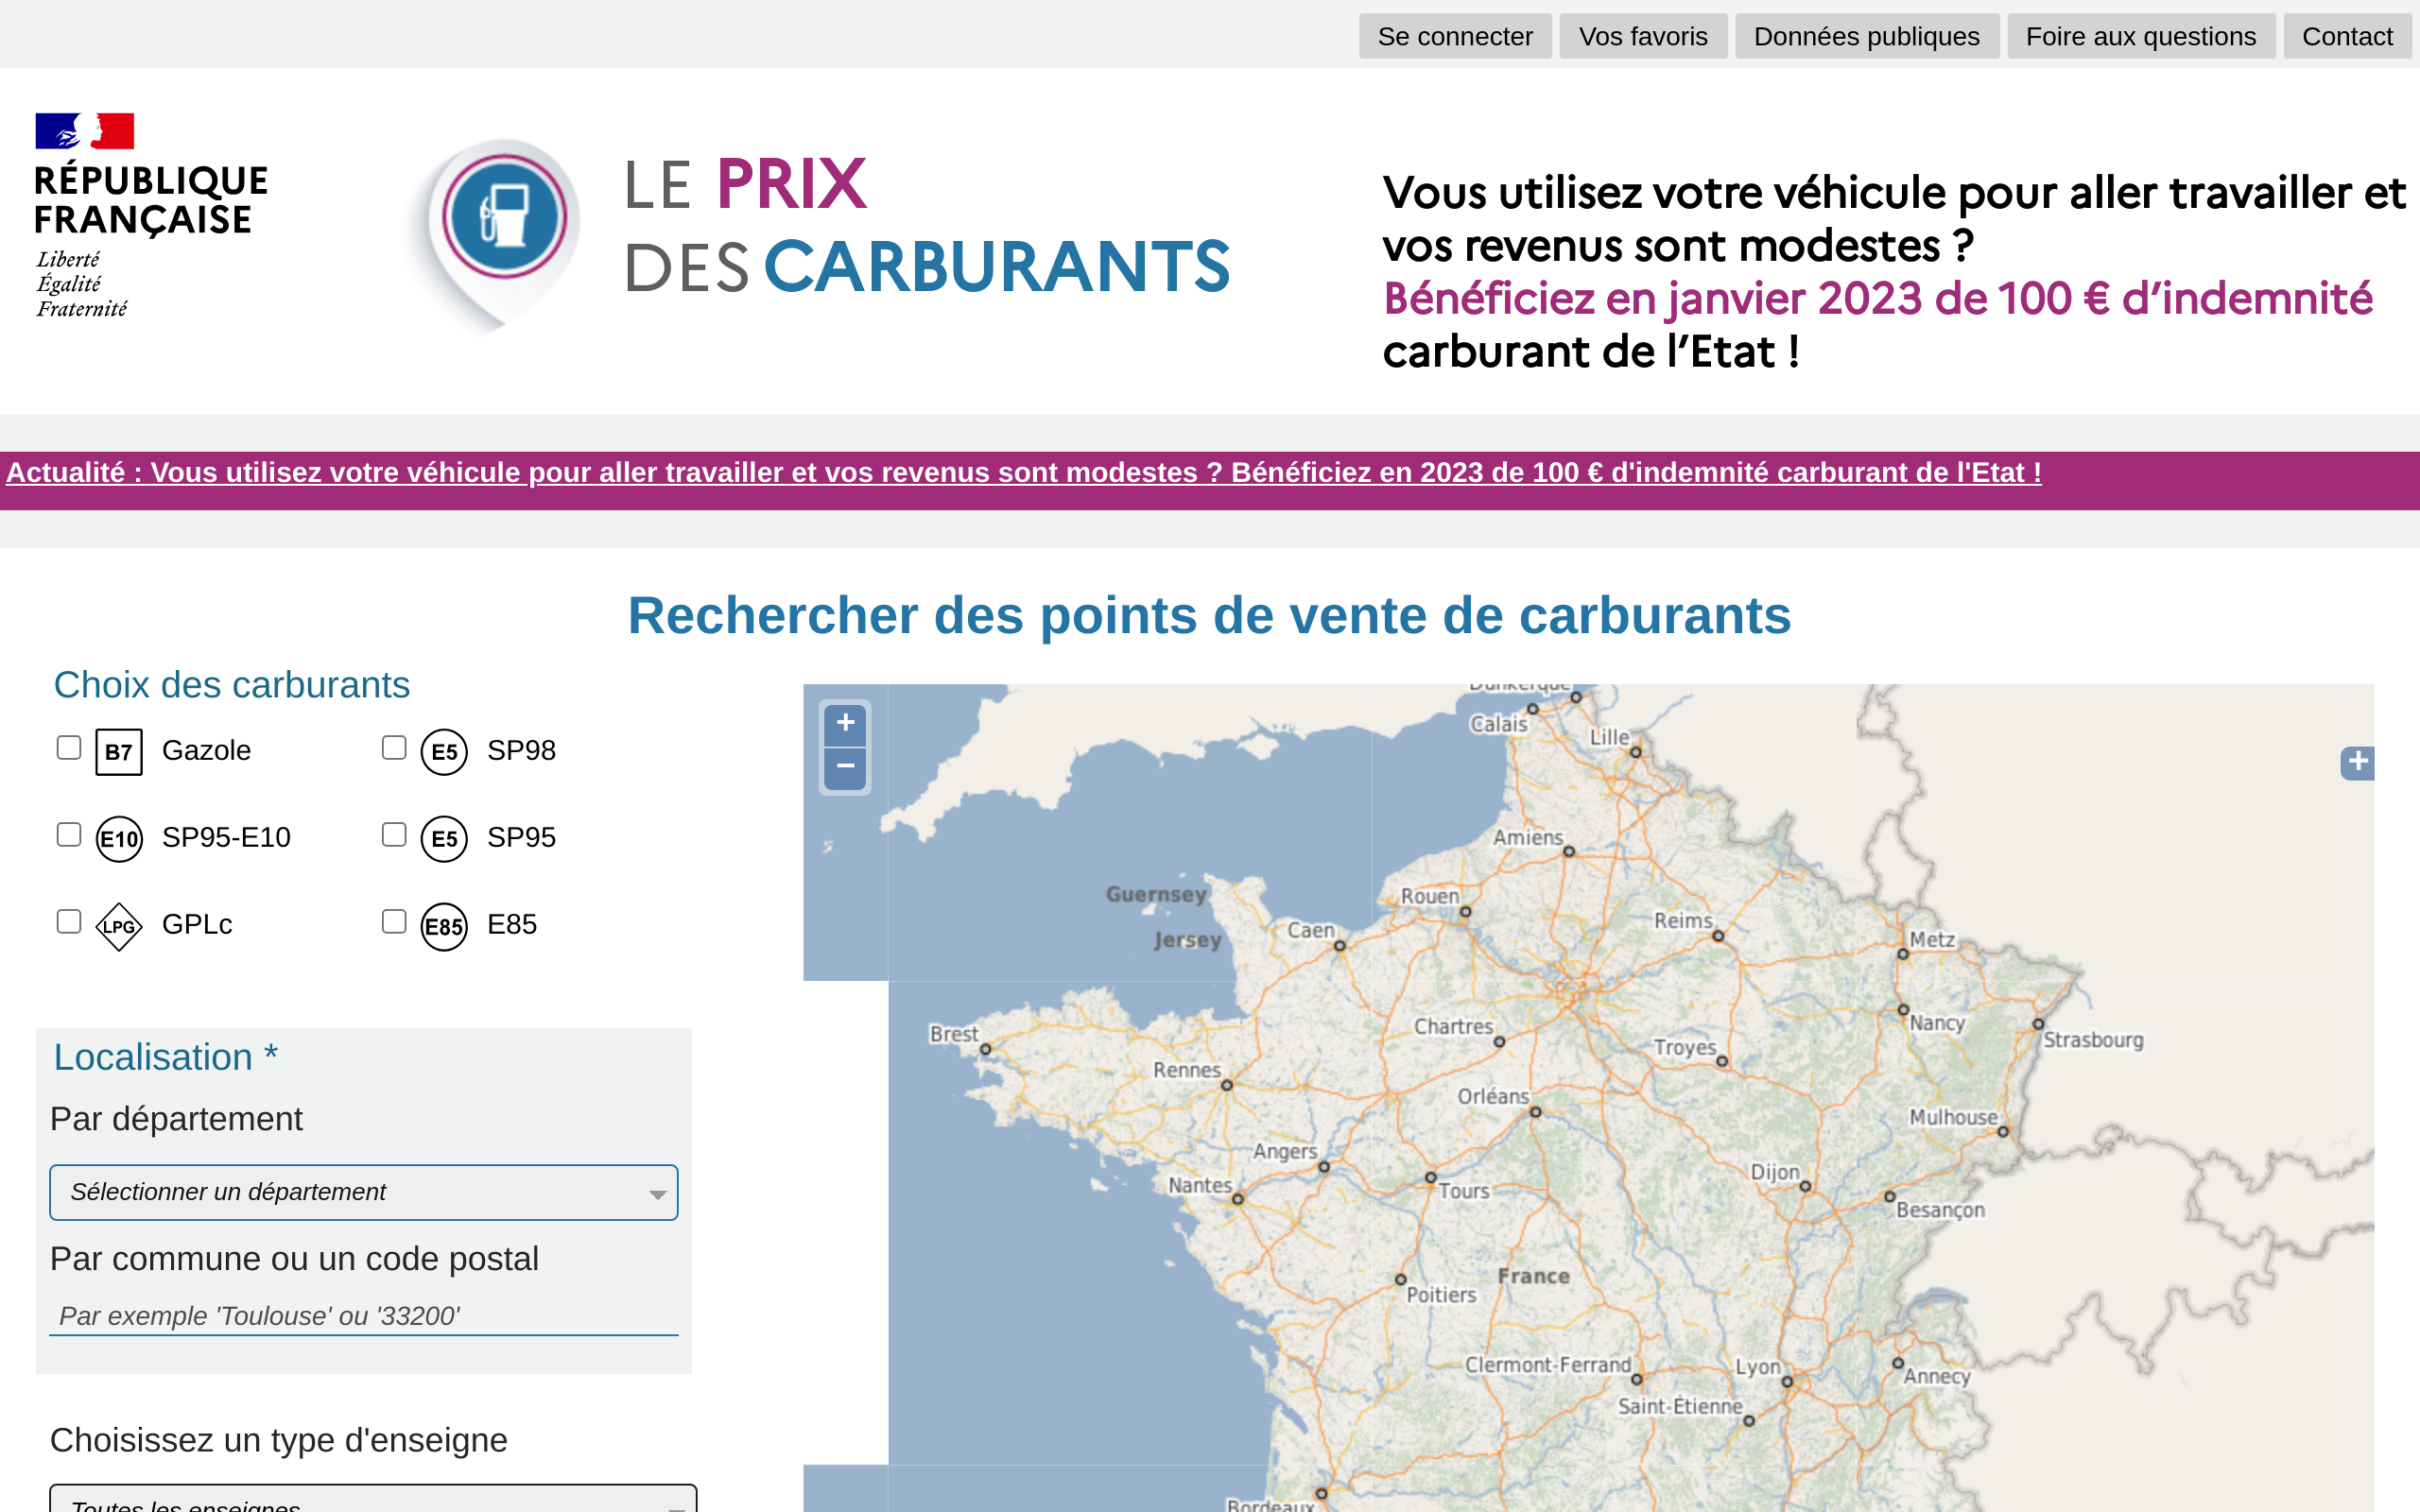 Se connecter
Vos favoris
Données publiques
Foire aux questions
Contact
RÉPUBLIQUE
FRANÇAISE
Liberté
Égalité
Fraternité
LE PRIX
DES CARBURANTS
Vous utilisez votre véhicule pour aller travailler et
vos revenus sont modestes ?
Bénéficiez en janvier 2023 de 100 € d’indemnité
carburant de l’Etat !
Actualité : Vous utilisez votre véhicule pour aller travailler et vos revenus sont modestes ? Bénéficiez en 2023 de 100 € d'indemnité carburant de l'Etat !
Rechercher des points de vente de carburants
Choix des carburants
B7 Gazole
E5 SP98
E10 SP95-E10
E5 SP95
LPG GPLc
E85 E85
Localisation *
Par département
Sélectionner un département
Par commune ou un code postal
Par exemple 'Toulouse' ou '33200'
Choisissez un type d'enseigne
Toutes les enseignes
+
−
+
Dunkerque
Calais
Lille
Amiens
Guernsey
Rouen
Reims
Jersey
Caen
Metz
Brest
Chartres
Nancy
Strasbourg
Rennes
Troyes
Orléans
Mulhouse
Angers
Dijon
Nantes
Tours
Besançon
France
Poitiers
Clermont-Ferrand
Lyon
Annecy
Saint-Étienne
Bordeaux